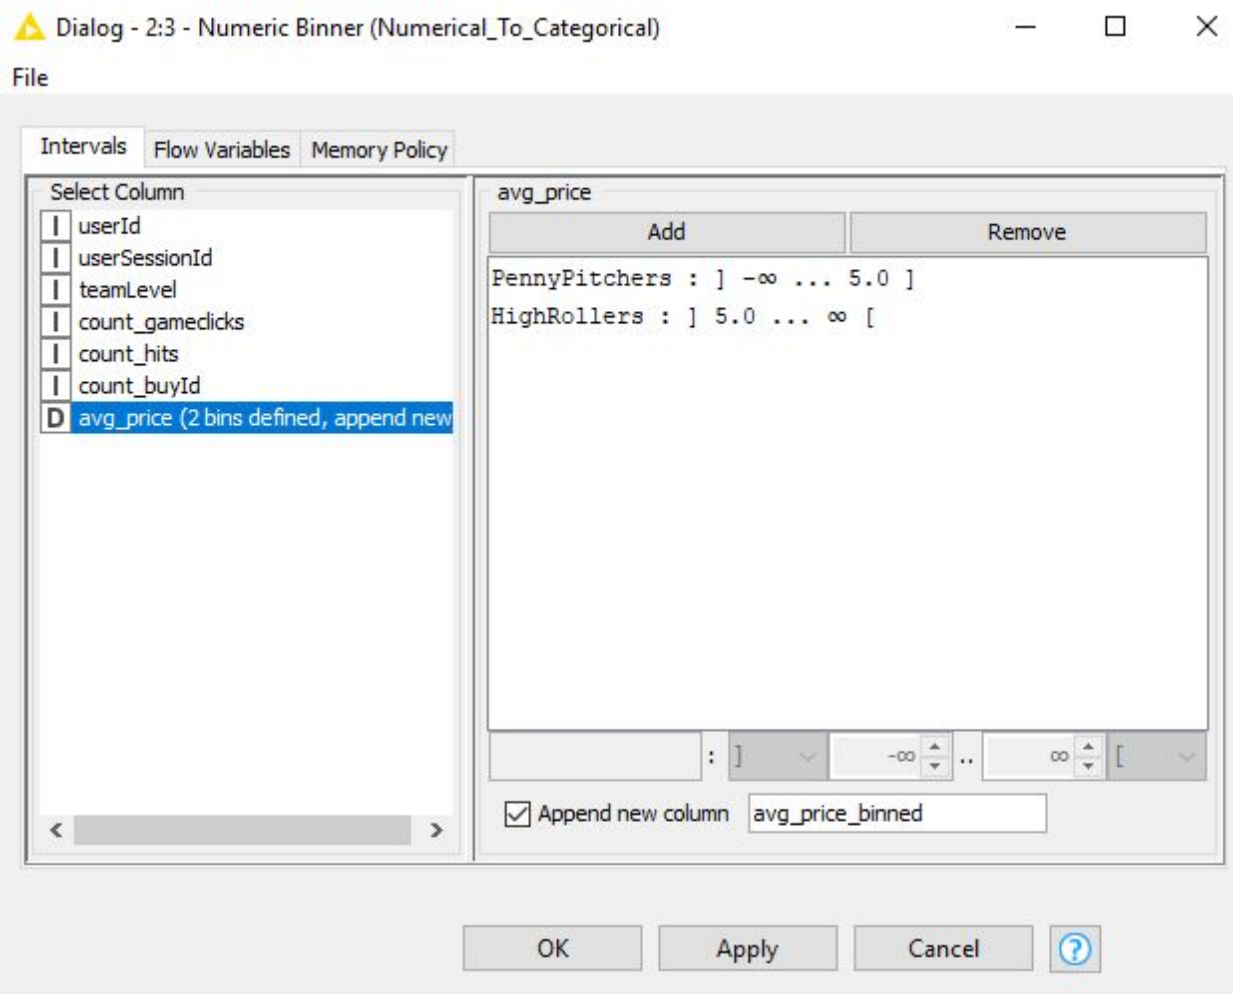 Dialog - 2:3 - Numeric Binner (Numerical_To_Categorical)
File
Intervals Flow Variables Memory Policy
Select Column
I userId
I userSessionId
I teamLevel
I count_gameclicks
I count_hits
I count_buyId
D avg_price (2 bins defined, append new
avg_price
Add Remove
PennyPitchers : ] -∞ ... 5.0 ]
HighRollers : ] 5.0 ... ∞ [
: ] -∞ .. ∞ [
Append new column avg_price_binned
OK Apply Cancel ?